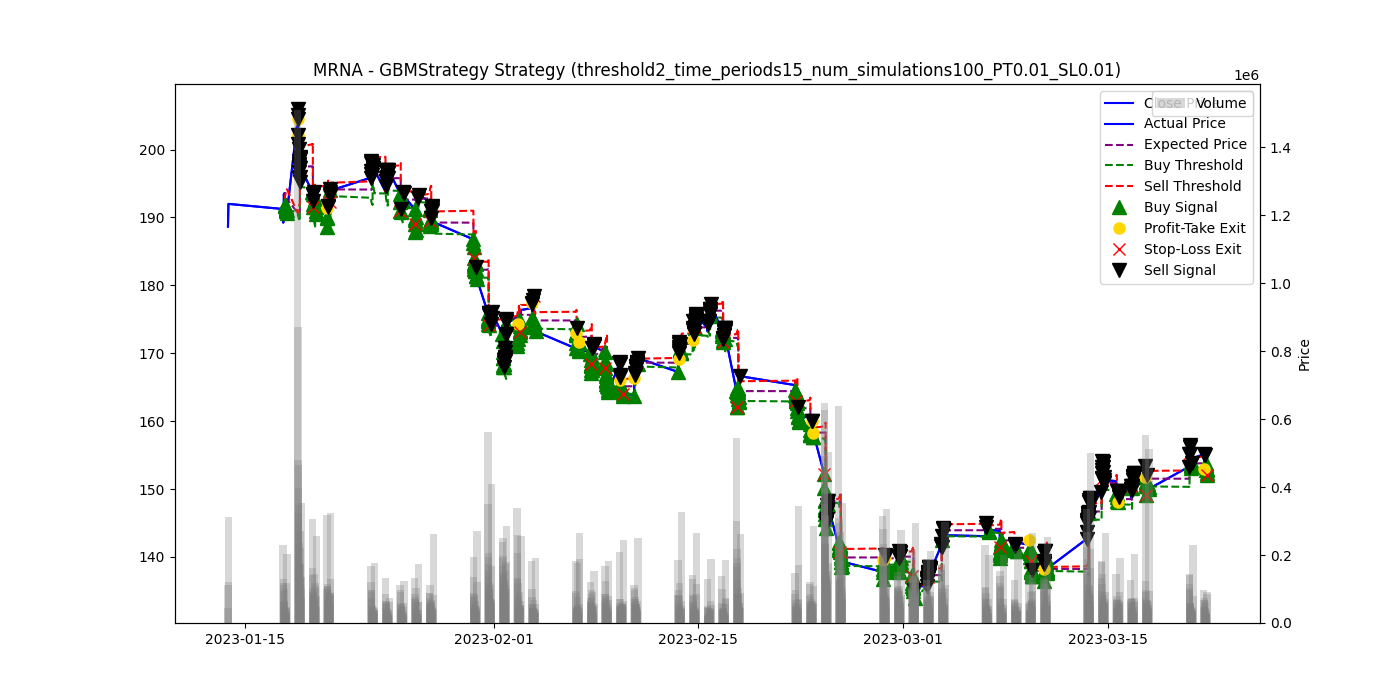 MRNA - GBMStrategy Strategy (threshold2_time_periods15_num_simulations100_PT0.01_SL0.01)
1e6
Volume
Actual Price
Expected Price
Buy Threshold
Sell Threshold
Buy Signal
Profit-Take Exit
Stop-Loss Exit
Sell Signal
200
190
180
170
160
150
140
1.4
1.2
1.0
0.8
0.6
0.4
0.2
0.0
Price
2023-01-15
2023-02-01
2023-02-15
2023-03-01
2023-03-15